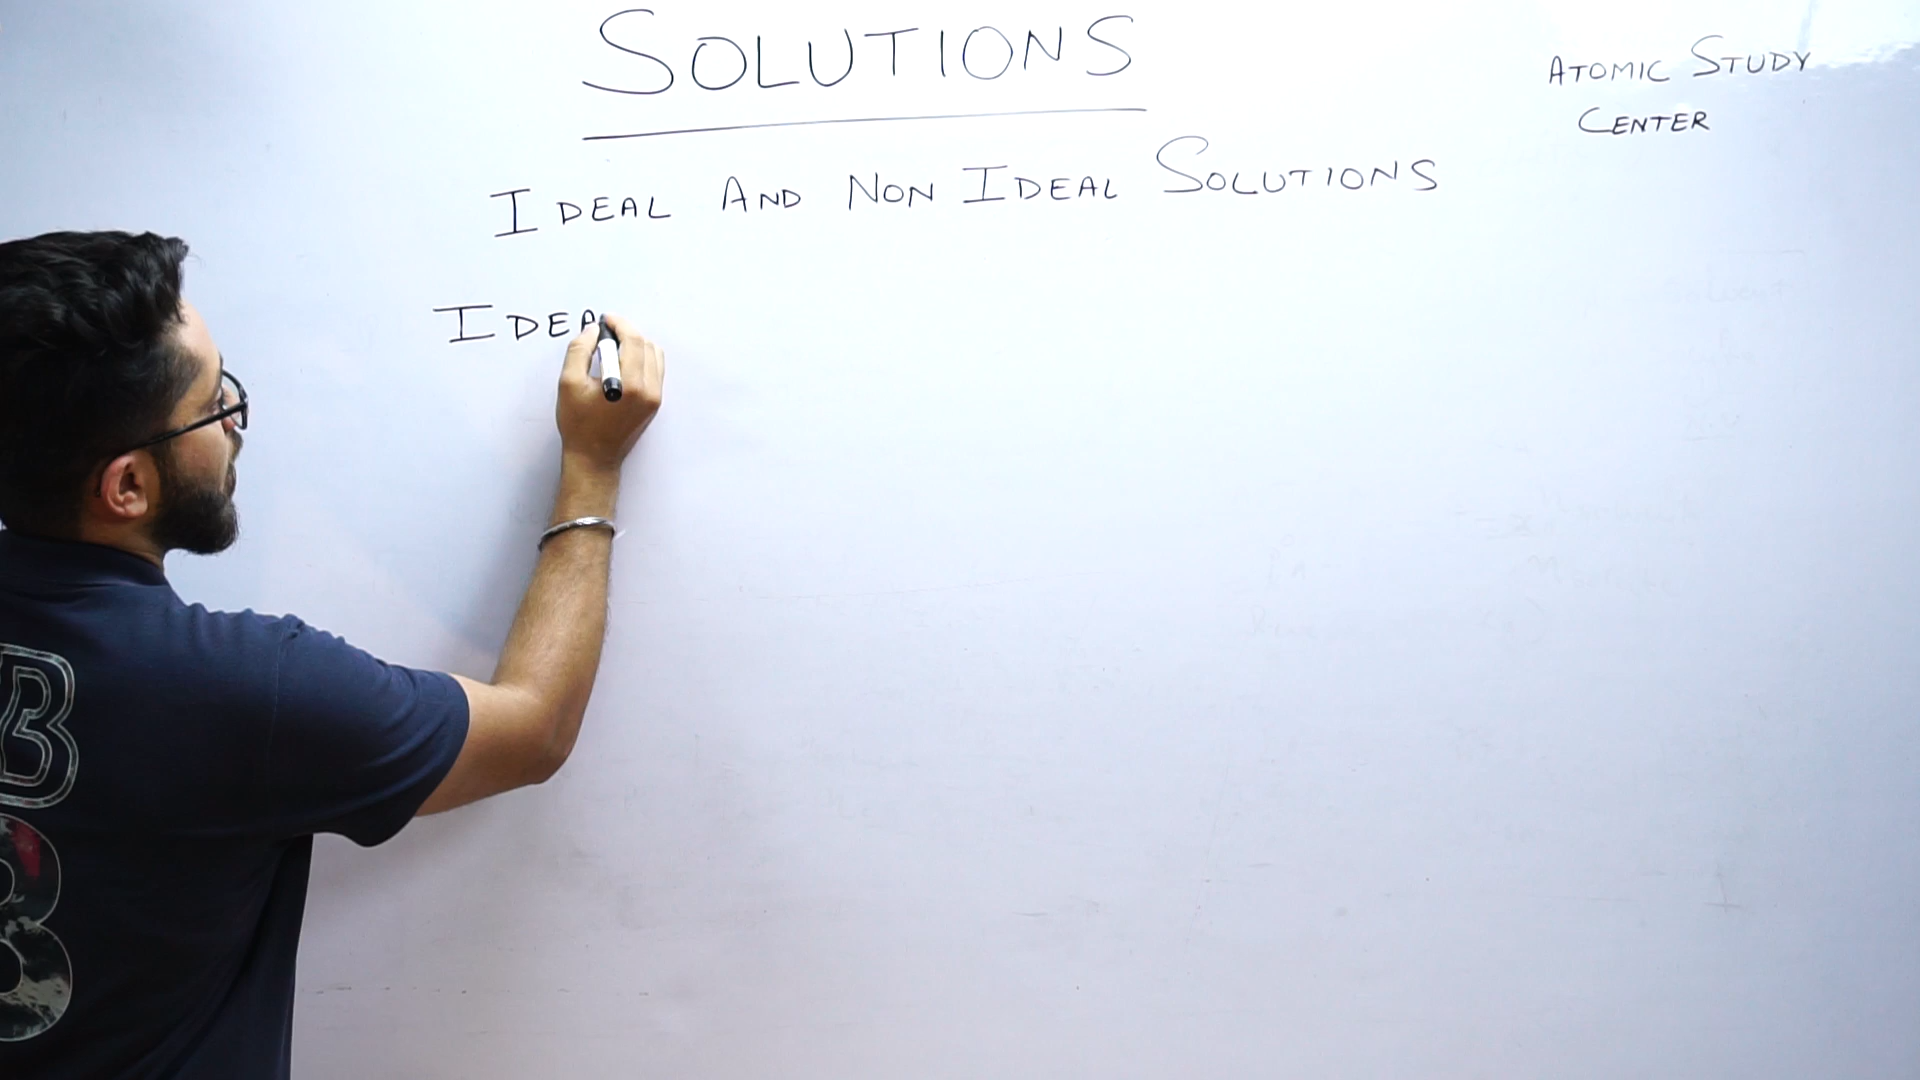 SOLUTIONS
ATOMIC STUDY
CENTER
IDEAL AND NON IDEAL SOLUTIONS
IDEA
B